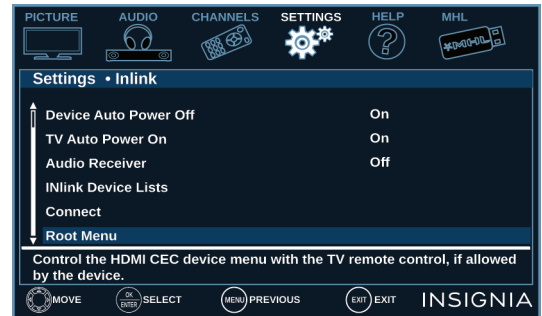 PICTURE AUDIO CHANNELS SETTINGS HELP MHL
MHL
Settings • Inlink
Device Auto Power Off On
TV Auto Power On On
Audio Receiver Off
INlink Device Lists
Connect
Root Menu
Control the HDMI CEC device menu with the TV remote control, if allowed
by the device.
MOVE OK ENTER SELECT MENU PREVIOUS EXIT EXIT INSIGNIA